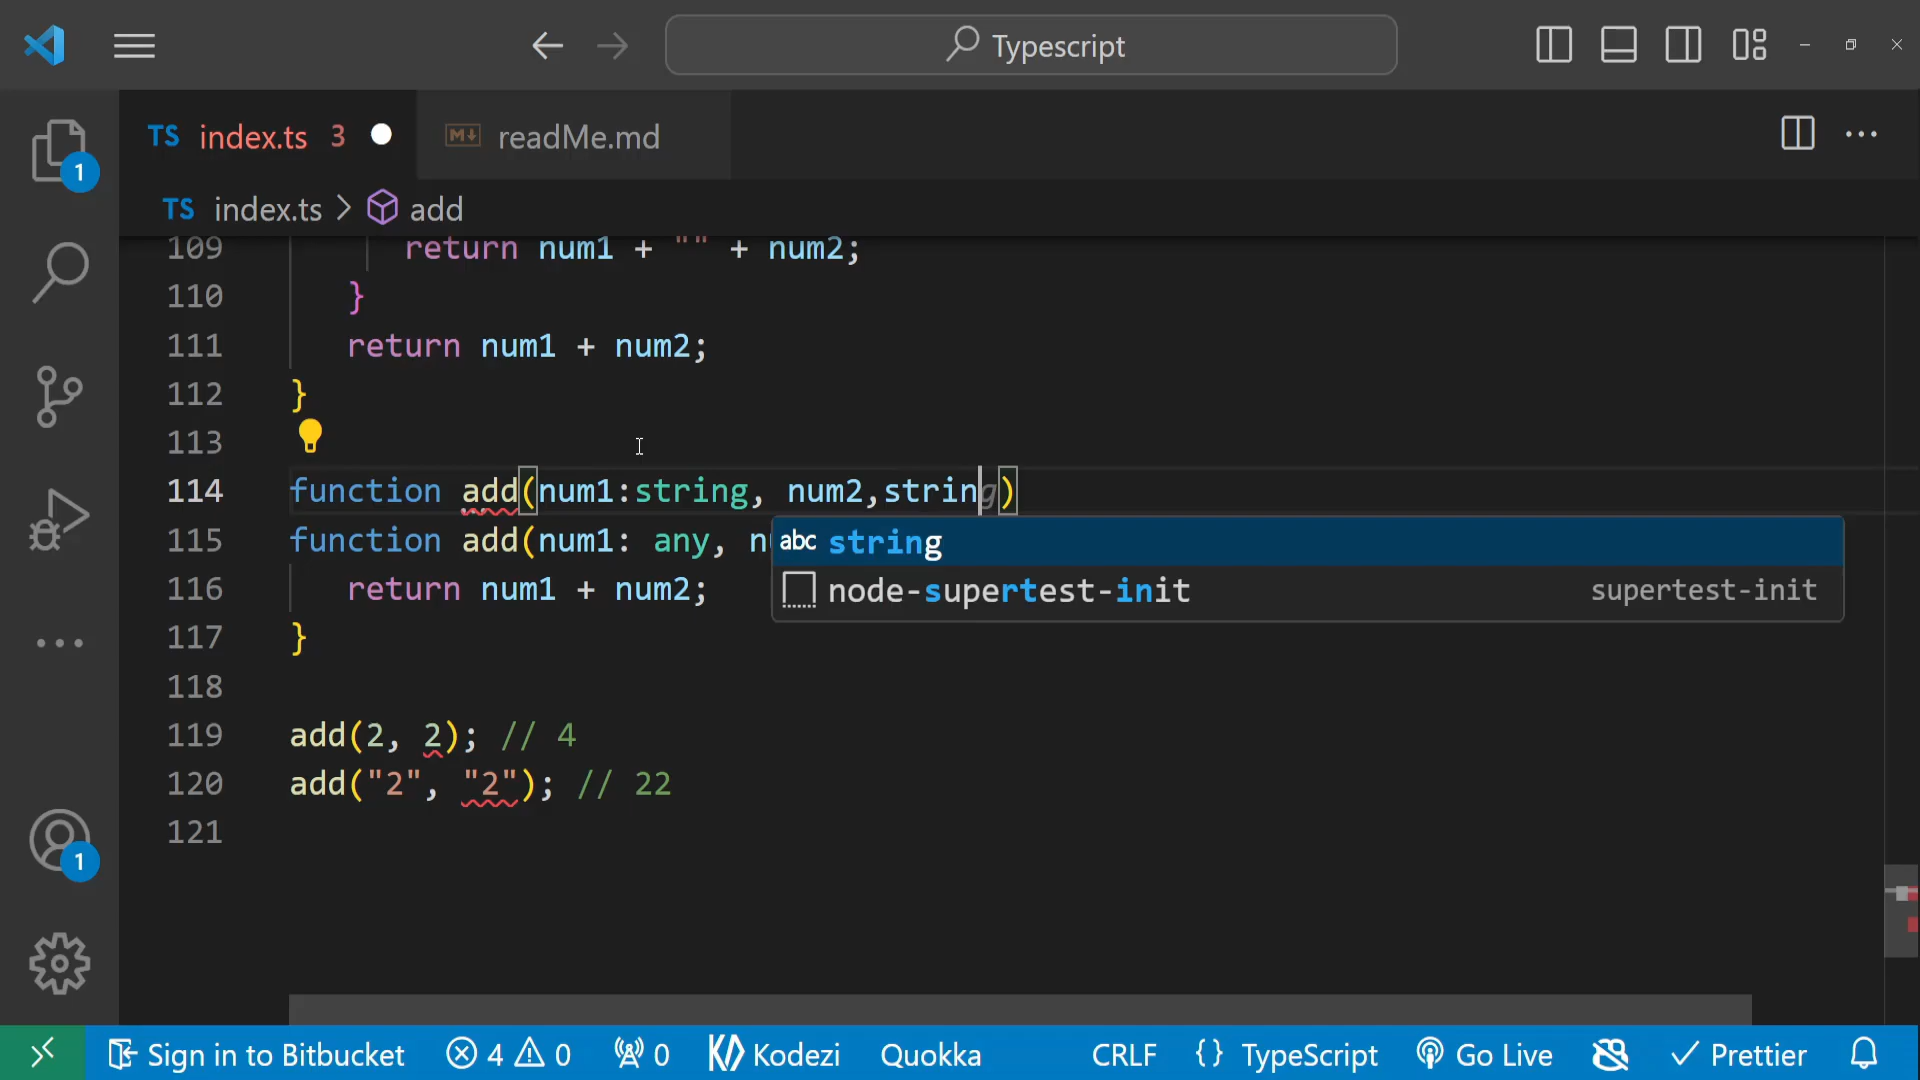 Typescript
TS index.ts 3 readMe.md
TS index.ts > add
109 return num1 + "" + num2;
110 }
111 return num1 + num2;
112 }
113
114 function add(num1:string, num2,string)
115 function add(num1: any, n
116 return num1 + num2;
117 }
118
119 add(2, 2); // 4
120 add("2", "2"); // 22
121
abc string
node-supertest-init supertest-init
1
1
Sign in to Bitbucket 4 0 0 Kodezi Quokka CRLF {} TypeScript Go Live Prettier